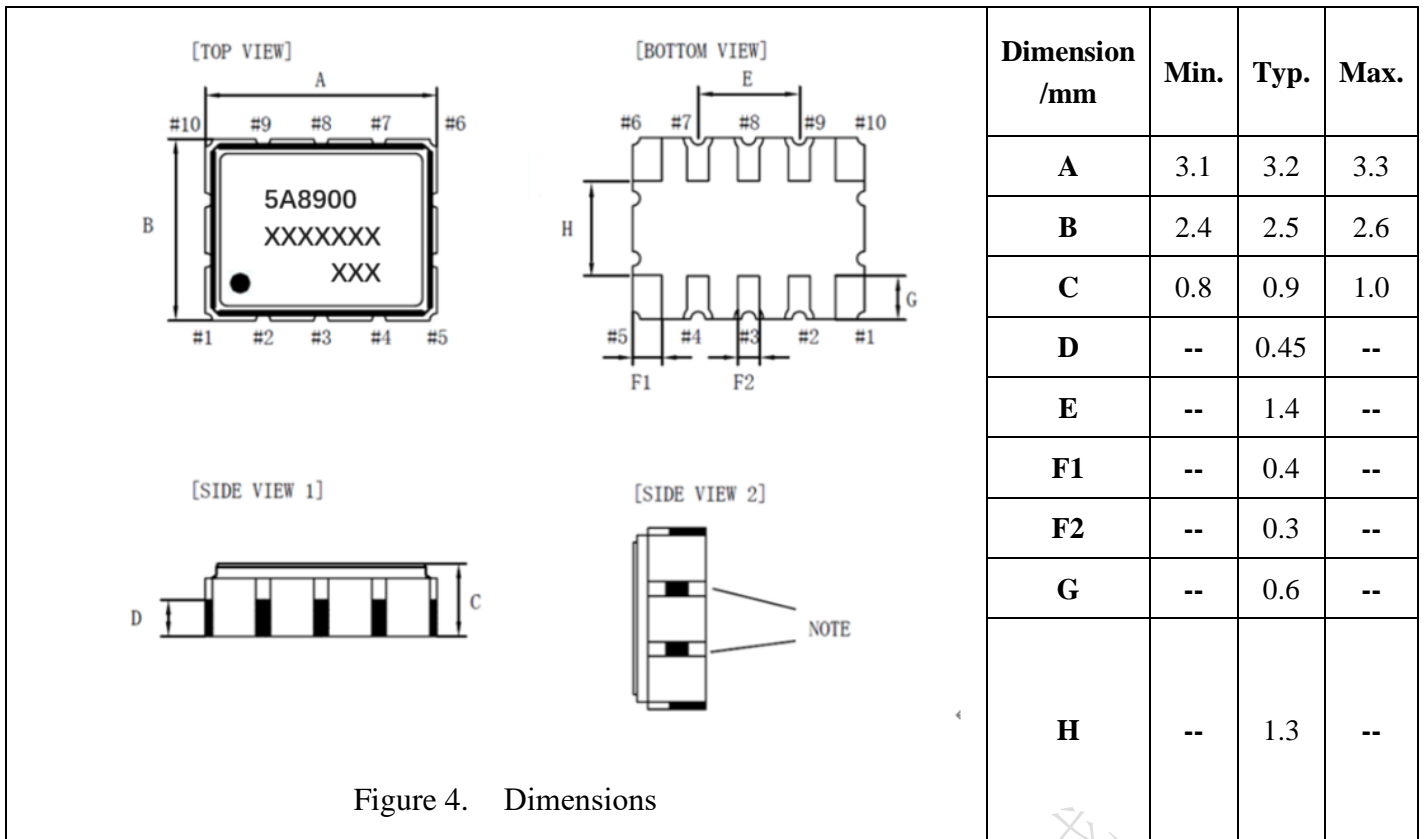 [TOP VIEW]
A
#10 #9 #8 #7 #6
B
5A8900
XXXXXXX
XXX
#1 #2 #3 #4 #5
[BOTTOM VIEW]
E
#6 #7 #8 #9 #10
H
G
#5 #4 #3 #2 #1
F1 F2
[SIDE VIEW 1]
D
C
[SIDE VIEW 2]
NOTE
Figure 4. Dimensions
Dimension
/mm Min. Typ. Max.
A 3.1 3.2 3.3
B 2.4 2.5 2.6
C 0.8 0.9 1.0
D -- 0.45 --
E -- 1.4 --
F1 -- 0.4 --
F2 -- 0.3 --
G -- 0.6 --
H -- 1.3 --